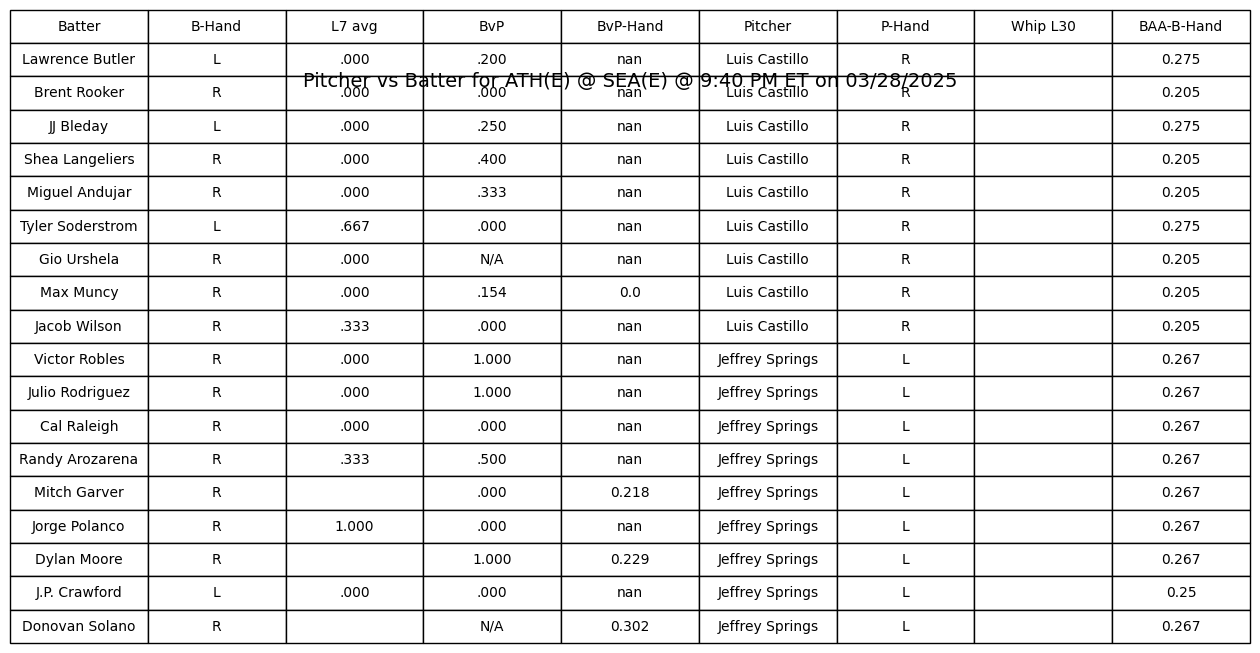 Batter B-Hand L7 avg BvP BvP-Hand Pitcher P-Hand Whip L30 BAA-B-Hand
Lawrence Butler L .000 .200 nan Luis Castillo R 0.275
Pitcher vs Batter for ATH(E) @ SEA(E) @ 9:40 PM ET on 03/28/2025
Brent Rooker R .000 .000 nan Luis Castillo R 0.205
JJ Bleday L .000 .250 nan Luis Castillo R 0.275
Shea Langeliers R .000 .400 nan Luis Castillo R 0.205
Miguel Andujar R .000 .333 nan Luis Castillo R 0.205
Tyler Soderstrom L .667 .000 nan Luis Castillo R 0.275
Gio Urshela R .000 N/A nan Luis Castillo R 0.205
Max Muncy R .000 .154 0.0 Luis Castillo R 0.205
Jacob Wilson R .333 .000 nan Luis Castillo R 0.205
Victor Robles R .000 1.000 nan Jeffrey Springs L 0.267
Julio Rodriguez R .000 1.000 nan Jeffrey Springs L 0.267
Cal Raleigh R .000 .000 nan Jeffrey Springs L 0.267
Randy Arozarena R .333 .500 nan Jeffrey Springs L 0.267
Mitch Garver R .000 0.218 Jeffrey Springs L 0.267
Jorge Polanco R 1.000 .000 nan Jeffrey Springs L 0.267
Dylan Moore R 1.000 0.229 Jeffrey Springs L 0.267
J.P. Crawford L .000 .000 nan Jeffrey Springs L 0.25
Donovan Solano R N/A 0.302 Jeffrey Springs L 0.267